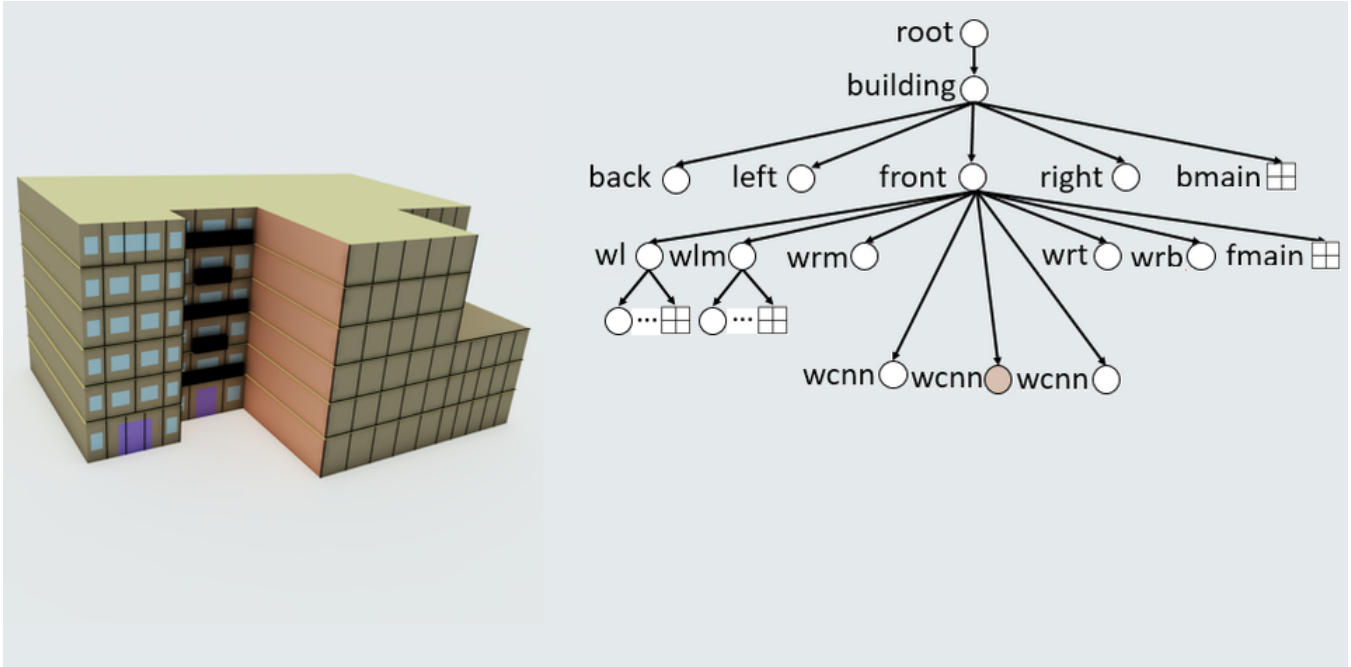 root
building
back left front right bmain
wl wlm wrm wrt wrb fmain
... ...
wcnn wcnn wcnn